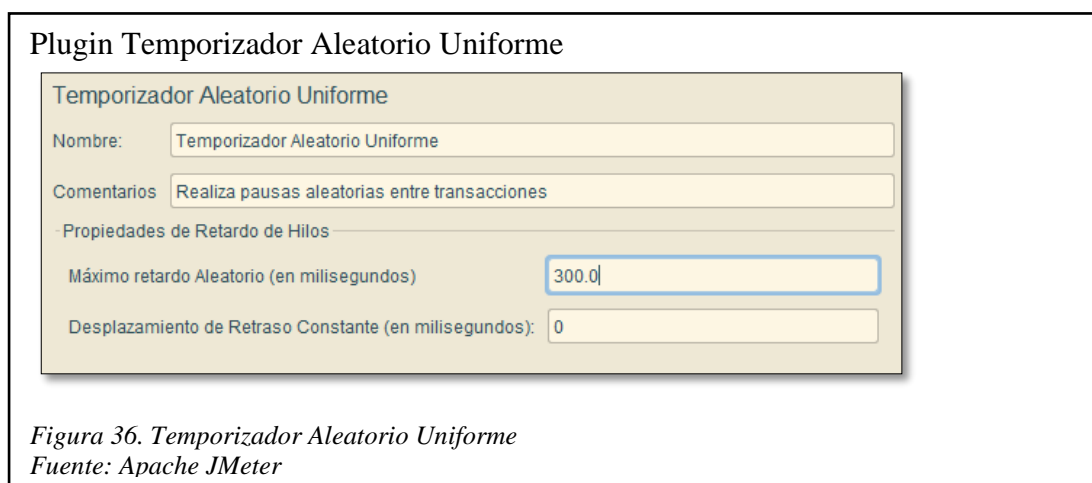 Plugin Temporizador Aleatorio Uniforme
Temporizador Aleatorio Uniforme
Nombre: Temporizador Aleatorio Uniforme
Comentarios Realiza pausas aleatorias entre transacciones
Propiedades de Retardo de Hilos
Máximo retardo Aleatorio (en milisegundos) 300.0
Desplazamiento de Retraso Constante (en milisegundos): 0
Figura 36. Temporizador Aleatorio Uniforme
Fuente: Apache JMeter